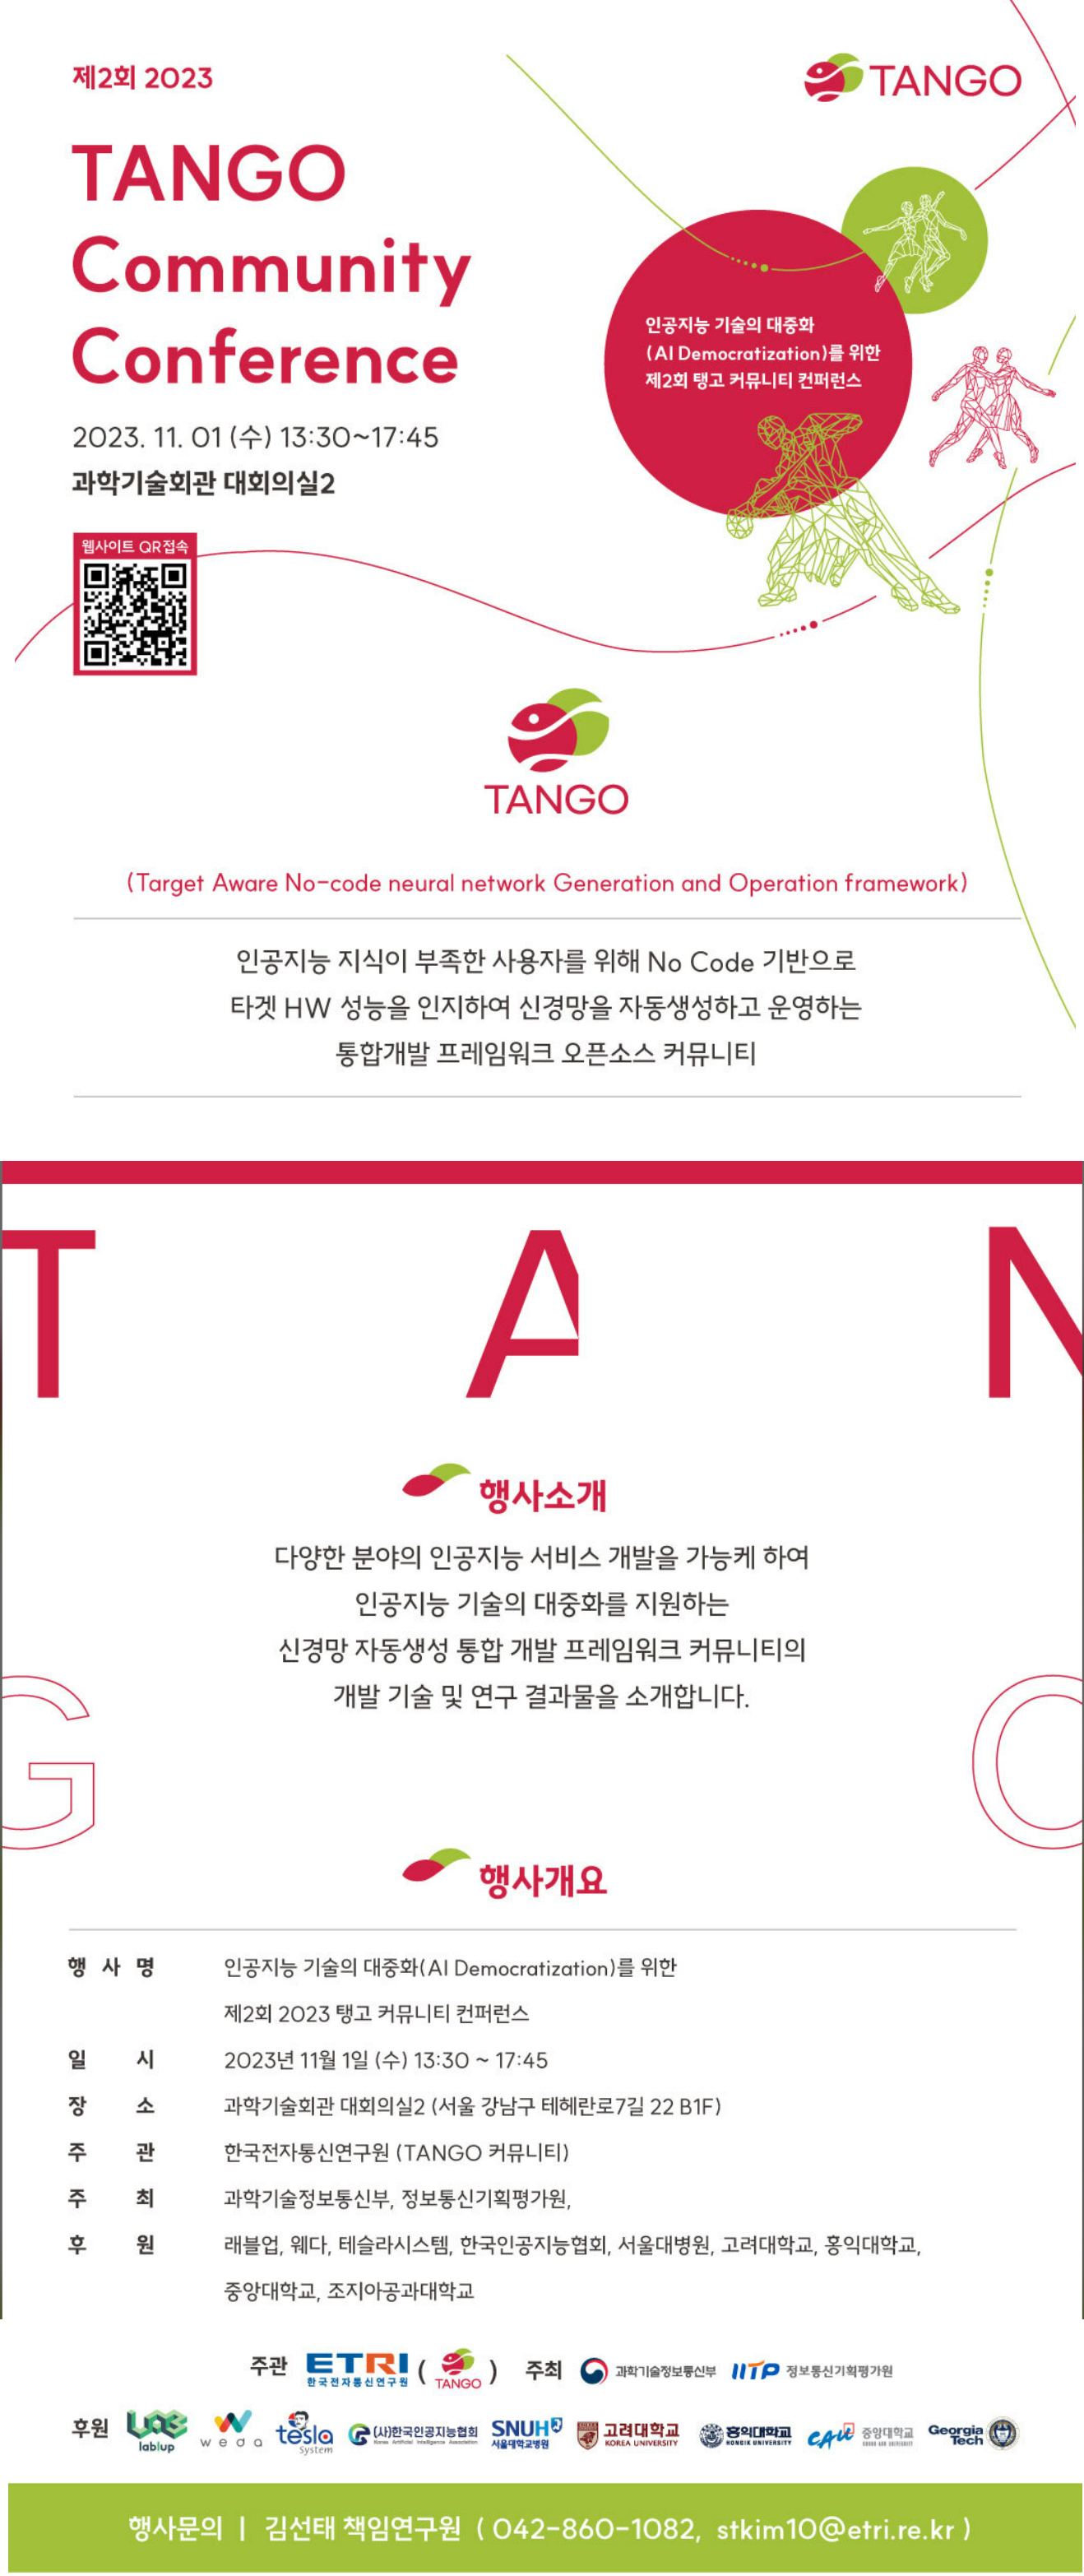 제2회 2023
TANGO
TANGO
Community
Conference
2023. 11. 01 (수) 13:30~17:45
과학기술회관 대회의실2
인공지능 기술의 대중화
(AI Democratization)를 위한
제2회 탱고 커뮤니티 컨퍼런스
웹사이트 QR접속
TANGO
(Target Aware No-code neural network Generation and Operation framework)
인공지능 지식이 부족한 사용자를 위해 No Code 기반으로
타겟 HW 성능을 인지하여 신경망을 자동생성하고 운영하는
통합개발 프레임워크 오픈소스 커뮤니티
T A N
행사소개
다양한 분야의 인공지능 서비스 개발을 가능케 하여
인공지능 기술의 대중화를 지원하는
신경망 자동생성 통합 개발 프레임워크 커뮤니티의
개발 기술 및 연구 결과물을 소개합니다.
G O
행사개요
행 사 명 인공지능 기술의 대중화(AI Democratization)를 위한
제2회 2023 탱고 커뮤니티 컨퍼런스
일 시 2023년 11월 1일 (수) 13:30 ~ 17:45
장 소 과학기술회관 대회의실2 (서울 강남구 테헤란로7길 22 B1F)
주 관 한국전자통신연구원 (TANGO 커뮤니티)
주 최 과학기술정보통신부, 정보통신기획평가원,
후 원 래블업, 웨다, 테슬라시스템, 한국인공지능협회, 서울대병원, 고려대학교, 홍익대학교,
중앙대학교, 조지아공과대학교
주관 ETRI 한국전자통신연구원 ( TANGO ) 주최 과학기술정보통신부 IITP 정보통신기획평가원
후원 LAB lablup weda tesla System (사)한국인공지능협회 Korea Artificial Intelligence Association SNUH 서울대학교병원 고려대학교 KOREA UNIVERSITY 홍익대학교 HONGIK UNIVERSITY CAU 중앙대학교 CHUNG ANG UNIVERSITY Georgia Tech
행사문의 | 김선태 책임연구원 ( 042-860-1082, stkim10@etri.re.kr )